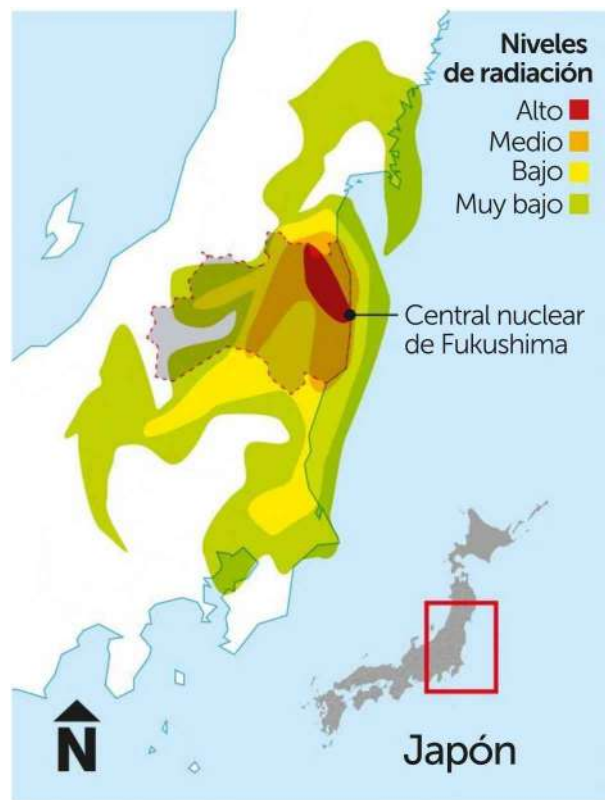 Niveles
de radiación
Alto
Medio
Bajo
Muy bajo
Central nuclear
de Fukushima
N
Japón